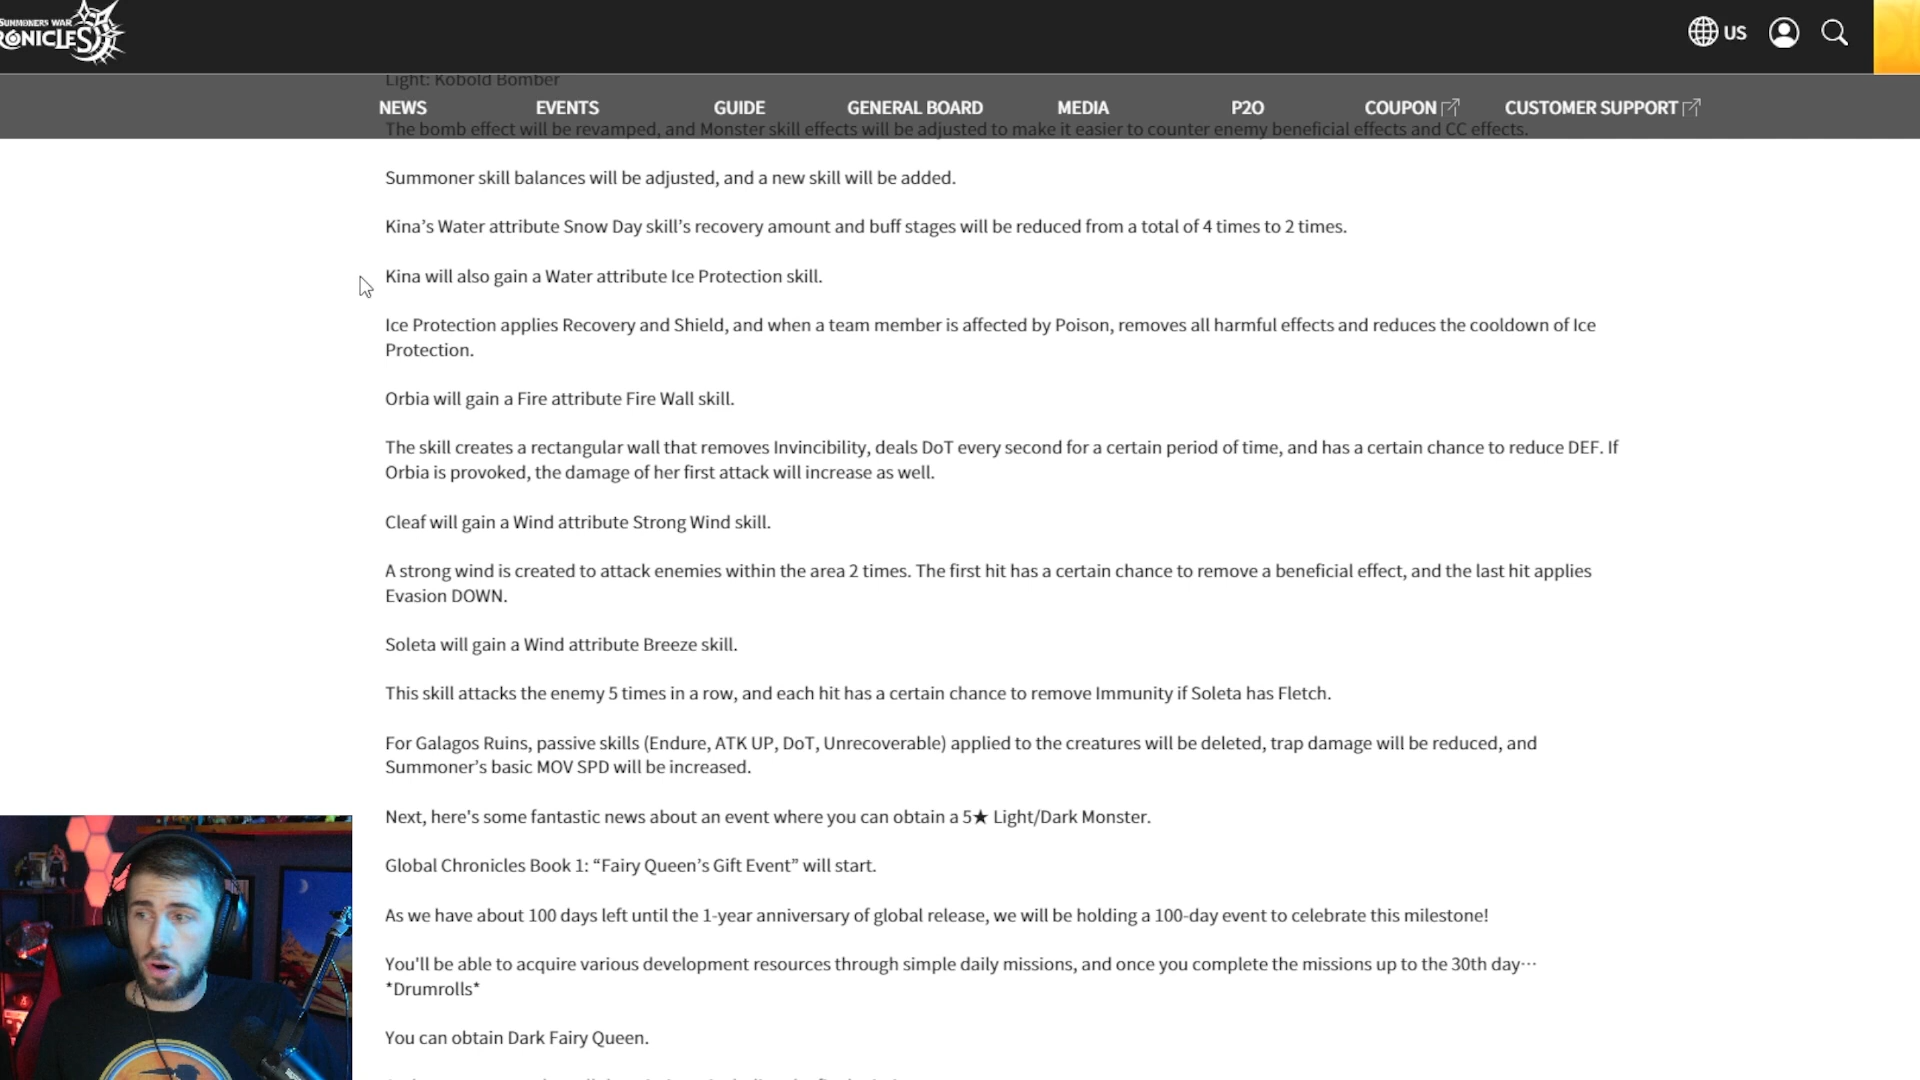 SUMMONERS WAR
CHRONICLES
US
Light: Kobold Bomber
NEWS EVENTS GUIDE GENERAL BOARD MEDIA P2O COUPON CUSTOMER SUPPORT
The bomb effect will be revamped, and Monster skill effects will be adjusted to make it easier to counter enemy beneficial effects and CC effects.
Summoner skill balances will be adjusted, and a new skill will be added.
Kina’s Water attribute Snow Day skill’s recovery amount and buff stages will be reduced from a total of 4 times to 2 times.
Kina will also gain a Water attribute Ice Protection skill.
Ice Protection applies Recovery and Shield, and when a team member is affected by Poison, removes all harmful effects and reduces the cooldown of Ice
Protection.
Orbia will gain a Fire attribute Fire Wall skill.
The skill creates a rectangular wall that removes Invincibility, deals DoT every second for a certain period of time, and has a certain chance to reduce DEF. If
Orbia is provoked, the damage of her first attack will increase as well.
Cleaf will gain a Wind attribute Strong Wind skill.
A strong wind is created to attack enemies within the area 2 times. The first hit has a certain chance to remove a beneficial effect, and the last hit applies
Evasion DOWN.
Soleta will gain a Wind attribute Breeze skill.
This skill attacks the enemy 5 times in a row, and each hit has a certain chance to remove Immunity if Soleta has Fletch.
For Galagos Ruins, passive skills (Endure, ATK UP, DoT, Unrecoverable) applied to the creatures will be deleted, trap damage will be reduced, and
Summoner’s basic MOV SPD will be increased.
Next, here's some fantastic news about an event where you can obtain a 5★ Light/Dark Monster.
Global Chronicles Book 1: “Fairy Queen’s Gift Event” will start.
As we have about 100 days left until the 1-year anniversary of global release, we will be holding a 100-day event to celebrate this milestone!
You'll be able to acquire various development resources through simple daily missions, and once you complete the missions up to the 30th day⋯
*Drumrolls*
You can obtain Dark Fairy Queen.